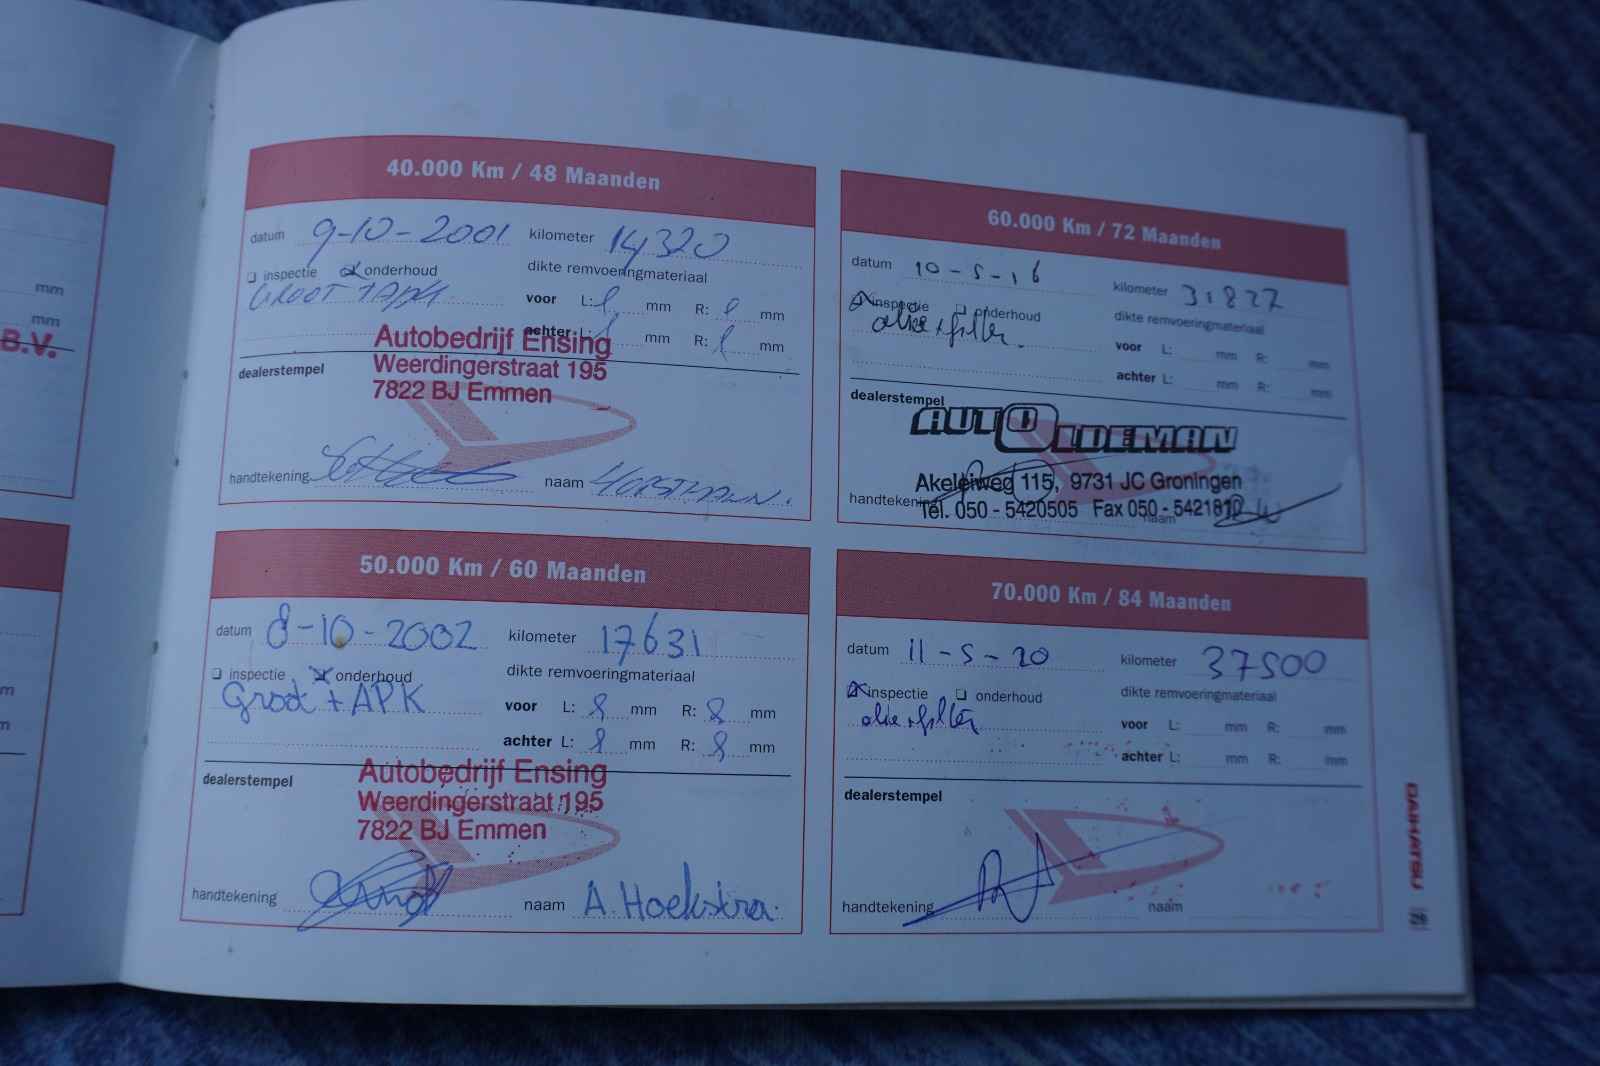 mm
mm
B.V.
40.000 Km / 48 Maanden
datum 9-10-2001 kilometer 14320
inspectie onderhoud dikte remvoeringmateriaal
GROOT + APK
voor L: 8 mm R: 8 mm
achter L: 8 mm R: 8 mm
Autobedrijf Ensing
Weerdingerstraat 195
7822 BJ Emmen
dealerstempel
handtekening naam
50.000 Km / 60 Maanden
datum 8-10-2002 kilometer 17631
inspectie onderhoud dikte remvoeringmateriaal
Groot + APK
voor L: 8 mm R: 8 mm
achter L: 8 mm R: 8 mm
Autobedrijf Ensing
Weerdingerstraat 195
7822 BJ Emmen
dealerstempel
handtekening naam A. Hoekstra
60.000 Km / 72 Maanden
datum 10-5-16 kilometer 31827
inspectie onderhoud dikte remvoeringmateriaal
olie + filter.
voor L: mm R: mm
achter L: mm R: mm
dealerstempel
AUTO IDEMAN
Akeleiweg 115, 9731 JC Groningen
Tel. 050 - 5420505 Fax 050 - 5421810
handtekening naam
70.000 Km / 84 Maanden
datum 11-5-20 kilometer 37500
inspectie onderhoud dikte remvoeringmateriaal
olie + filter
voor L: mm R: mm
achter L: mm R: mm
dealerstempel
handtekening naam
DAIHATSU